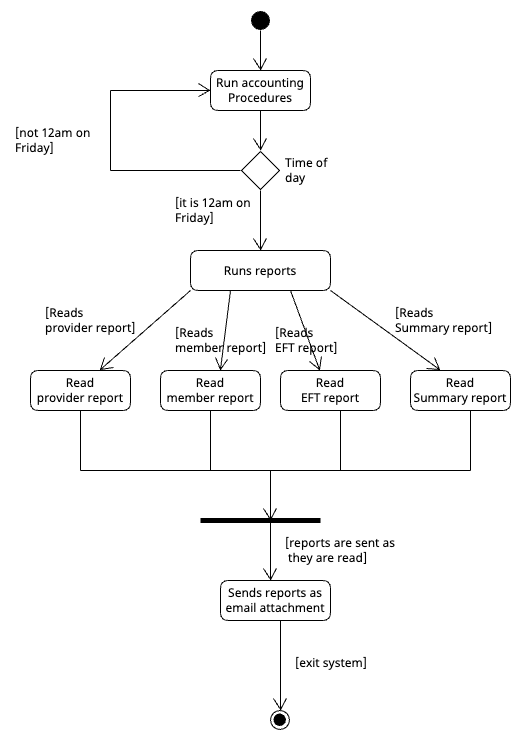 Run accounting
Procedures
[not 12am on
Friday]
Time of
day
[it is 12am on
Friday]
Runs reports
[Reads
provider report]
[Reads
member report]
[Reads
EFT report]
[Reads
Summary report]
Read
provider report
Read
member report
Read
EFT report
Read
Summary report
[reports are sent as
they are read]
Sends reports as
email attachment
[exit system]